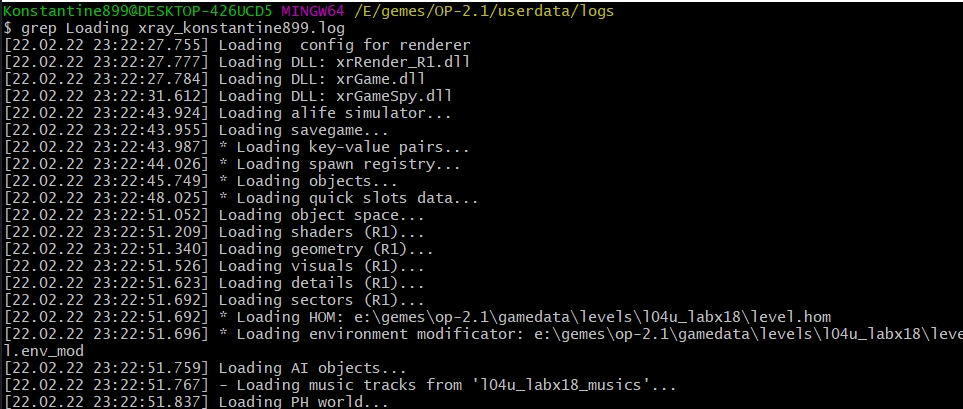 Konstantine899@DESKTOP-426UCD5 MINGW64 /E/gemes/OP-2.1/userdata/logs
$ grep Loading xray_konstantine899.log
[22.02.22 23:22:27.755] Loading  config for renderer
[22.02.22 23:22:27.777] Loading DLL: xrRender_R1.dll
[22.02.22 23:22:27.784] Loading DLL: xrGame.dll
[22.02.22 23:22:31.612] Loading DLL: xrGameSpy.dll
[22.02.22 23:22:43.924] Loading alife simulator...
[22.02.22 23:22:43.955] Loading savegame...
[22.02.22 23:22:43.987] * Loading key-value pairs...
[22.02.22 23:22:44.026] * Loading spawn registry...
[22.02.22 23:22:45.749] * Loading objects...
[22.02.22 23:22:48.025] * Loading quick slots data...
[22.02.22 23:22:51.052] Loading object space...
[22.02.22 23:22:51.209] Loading shaders (R1)...
[22.02.22 23:22:51.340] Loading geometry (R1)...
[22.02.22 23:22:51.526] Loading visuals (R1)...
[22.02.22 23:22:51.623] Loading details (R1)...
[22.02.22 23:22:51.692] Loading sectors (R1)...
[22.02.22 23:22:51.692] * Loading HOM: e:\gemes\op-2.1\gamedata\levels\l04u_labx18\level.hom
[22.02.22 23:22:51.696] * Loading environment modificator: e:\gemes\op-2.1\gamedata\levels\l04u_labx18\leve
l.env_mod
[22.02.22 23:22:51.759] Loading AI objects...
[22.02.22 23:22:51.767] - Loading music tracks from 'l04u_labx18_musics'...
[22.02.22 23:22:51.837] Loading PH world...